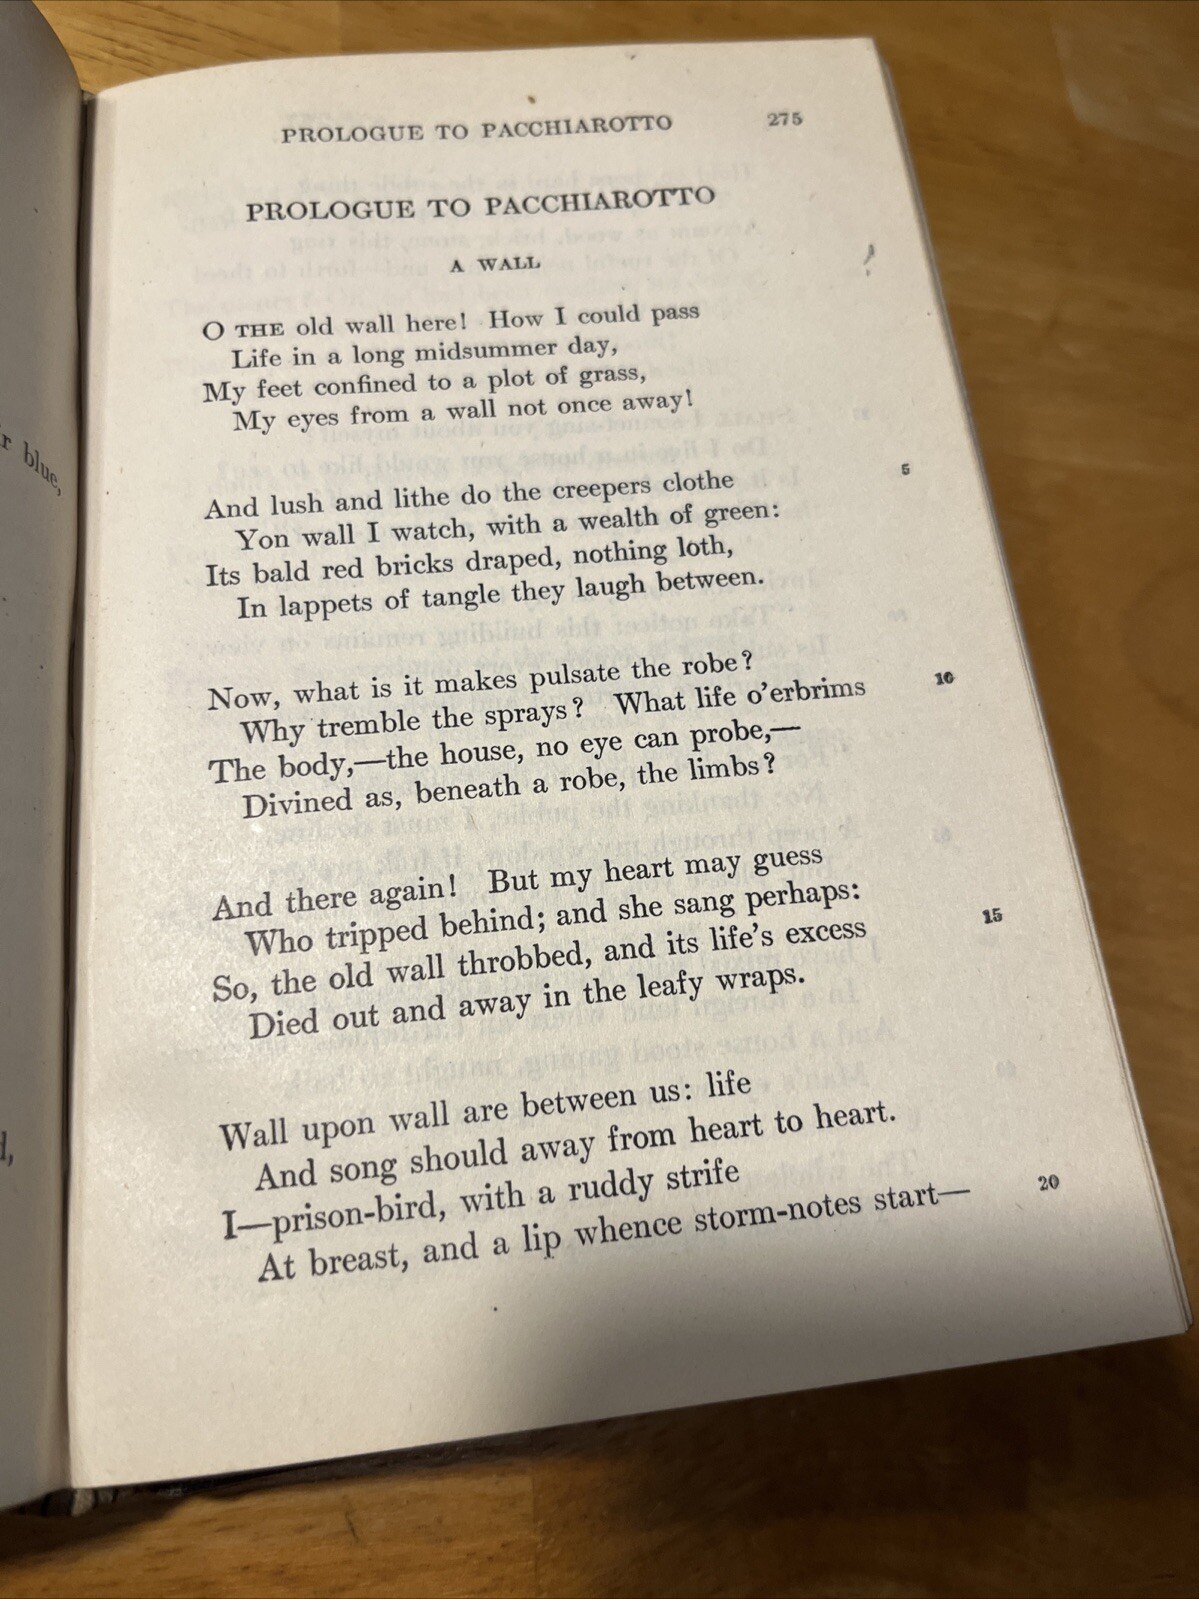 r blue,
d,
PROLOGUE TO PACCHIAROTTO 275
PROLOGUE TO PACCHIAROTTO
A WALL
O THE old wall here! How I could pass
Life in a long midsummer day,
My feet confined to a plot of grass,
My eyes from a wall not once away!
And lush and lithe do the creepers clothe 5
Yon wall I watch, with a wealth of green:
Its bald red bricks draped, nothing loth,
In lappets of tangle they laugh between.
Now, what is it makes pulsate the robe?
Why tremble the sprays? What life o'erbrims 10
The body,—the house, no eye can probe,—
Divined as, beneath a robe, the limbs?
And there again! But my heart may guess
Who tripped behind; and she sang perhaps:
So, the old wall throbbed, and its life's excess 15
Died out and away in the leafy wraps.
Wall upon wall are between us: life
And song should away from heart to heart.
I—prison-bird, with a ruddy strife
At breast, and a lip whence storm-notes start— 20